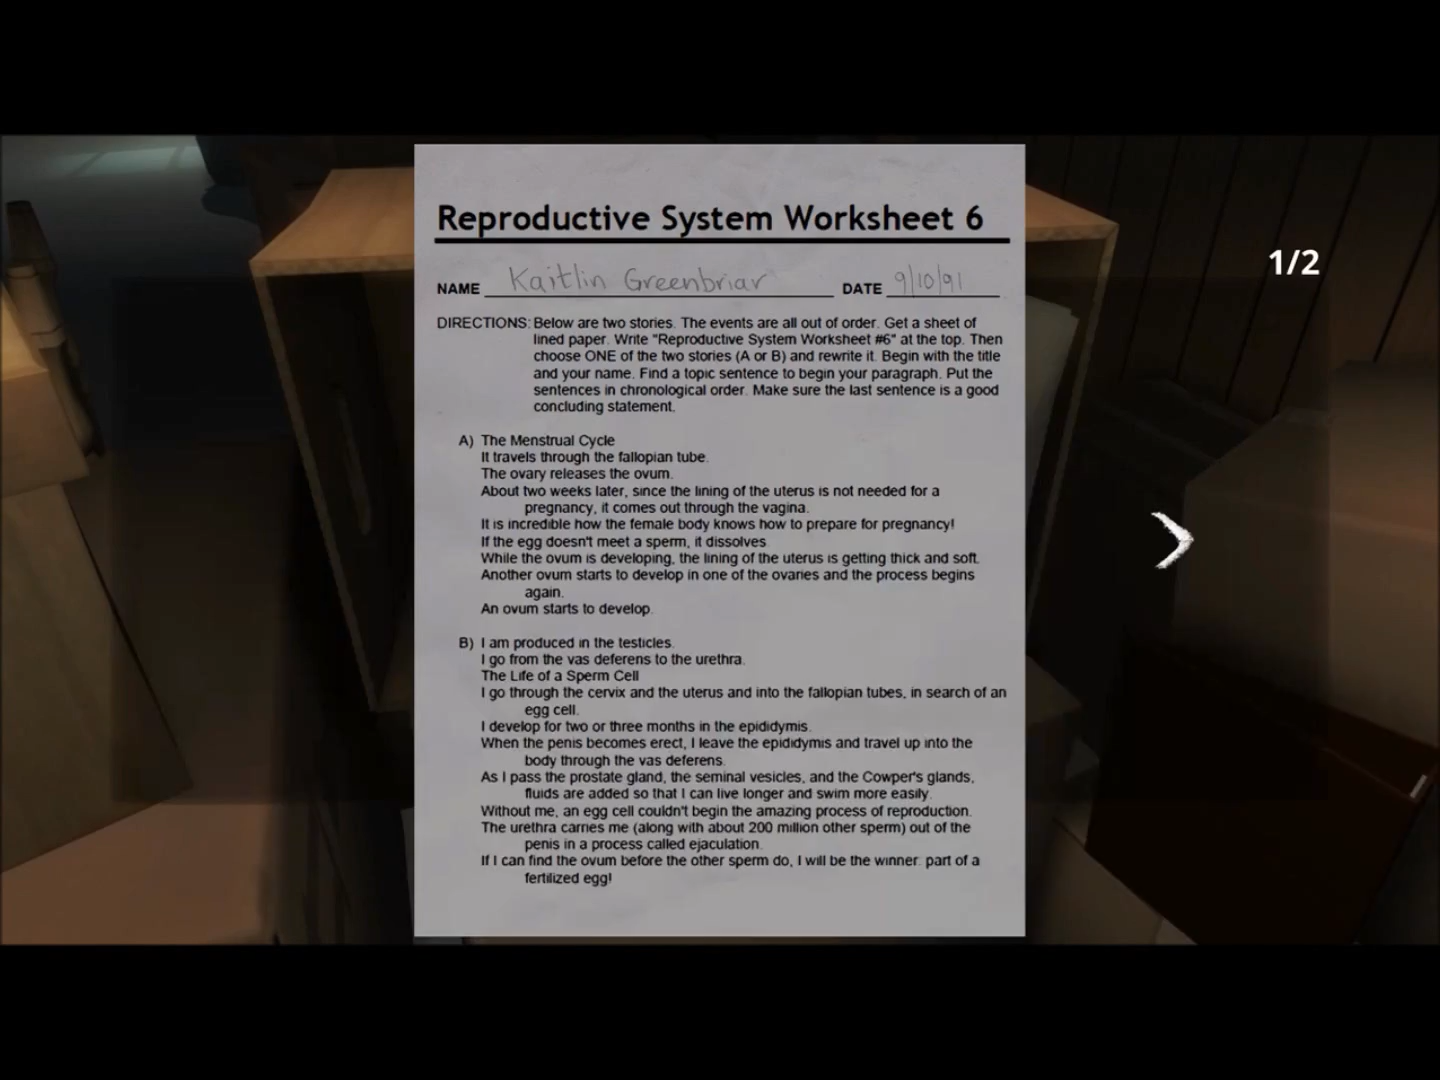 Reproductive System Worksheet 6
1/2
NAME Kaitlin Greenbriar DATE 9/10/91
DIRECTIONS: Below are two stories. The events are all out of order. Get a sheet of
lined paper. Write "Reproductive System Worksheet #6" at the top. Then
choose ONE of the two stories (A or B) and rewrite it. Begin with the title
and your name. Find a topic sentence to begin your paragraph. Put the
sentences in chronological order. Make sure the last sentence is a good
concluding statement.
A) The Menstrual Cycle
It travels through the fallopian tube.
The ovary releases the ovum.
About two weeks later, since the lining of the uterus is not needed for a
pregnancy, it comes out through the vagina.
It is incredible how the female body knows how to prepare for pregnancy!
If the egg doesn't meet a sperm, it dissolves
While the ovum is developing, the lining of the uterus is getting thick and soft.
Another ovum starts to develop in one of the ovaries and the process begins
again.
An ovum starts to develop.
B) I am produced in the testicles.
I go from the vas deferens to the urethra.
The Life of a Sperm Cell
I go through the cervix and the uterus and into the fallopian tubes, in search of an
egg cell.
I develop for two or three months in the epididymis.
When the penis becomes erect, I leave the epididymis and travel up into the
body through the vas deferens.
As I pass the prostate gland, the seminal vesicles, and the Cowper's glands,
fluids are added so that I can live longer and swim more easily.
Without me, an egg cell couldn't begin the amazing process of reproduction.
The urethra carries me (along with about 200 million other sperm) out of the
penis in a process called ejaculation.
If I can find the ovum before the other sperm do, I will be the winner: part of a
fertilized egg!